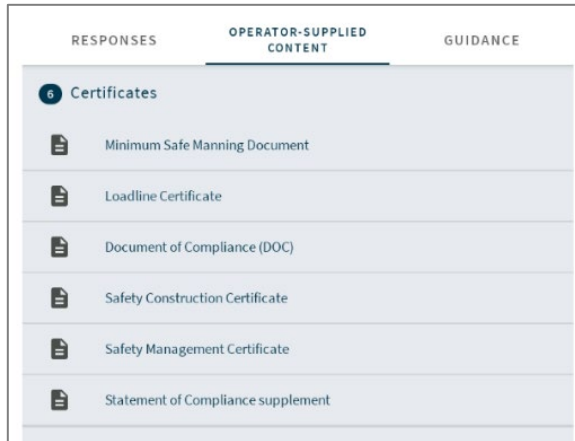 RESPONSES
OPERATOR-SUPPLIED
CONTENT
GUIDANCE
6 Certificates
Minimum Safe Manning Document
Loadline Certificate
Document of Compliance (DOC)
Safety Construction Certificate
Safety Management Certificate
Statement of Compliance supplement